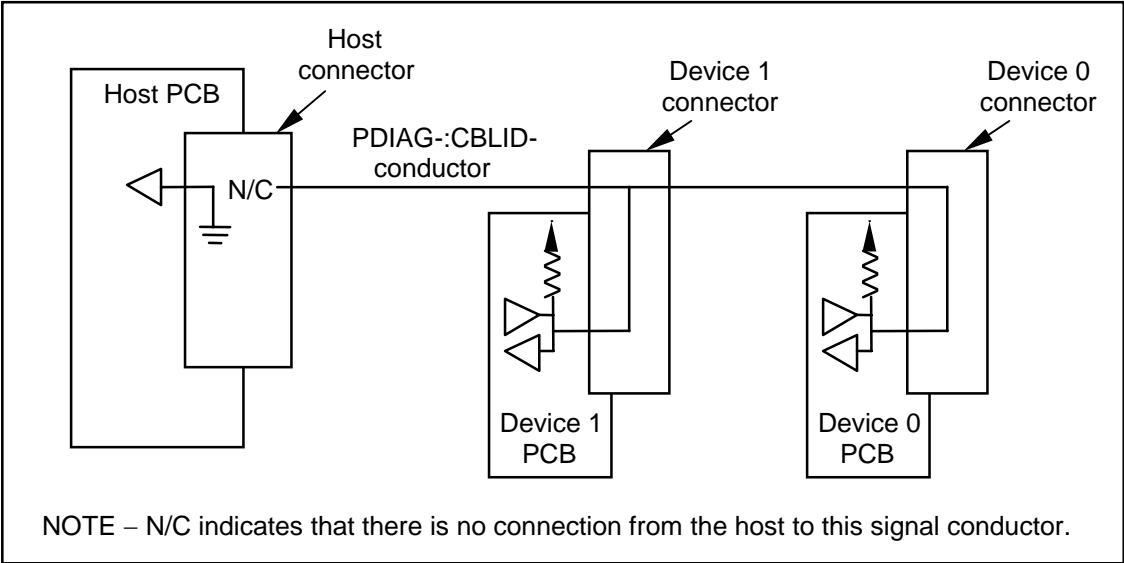 Host
connector
Host PCB
Device 1
connector
Device 0
connector
PDIAG-:CBLID-
conductor
N/C
Device 1
PCB
Device 0
PCB
NOTE – N/C indicates that there is no connection from the host to this signal conductor.